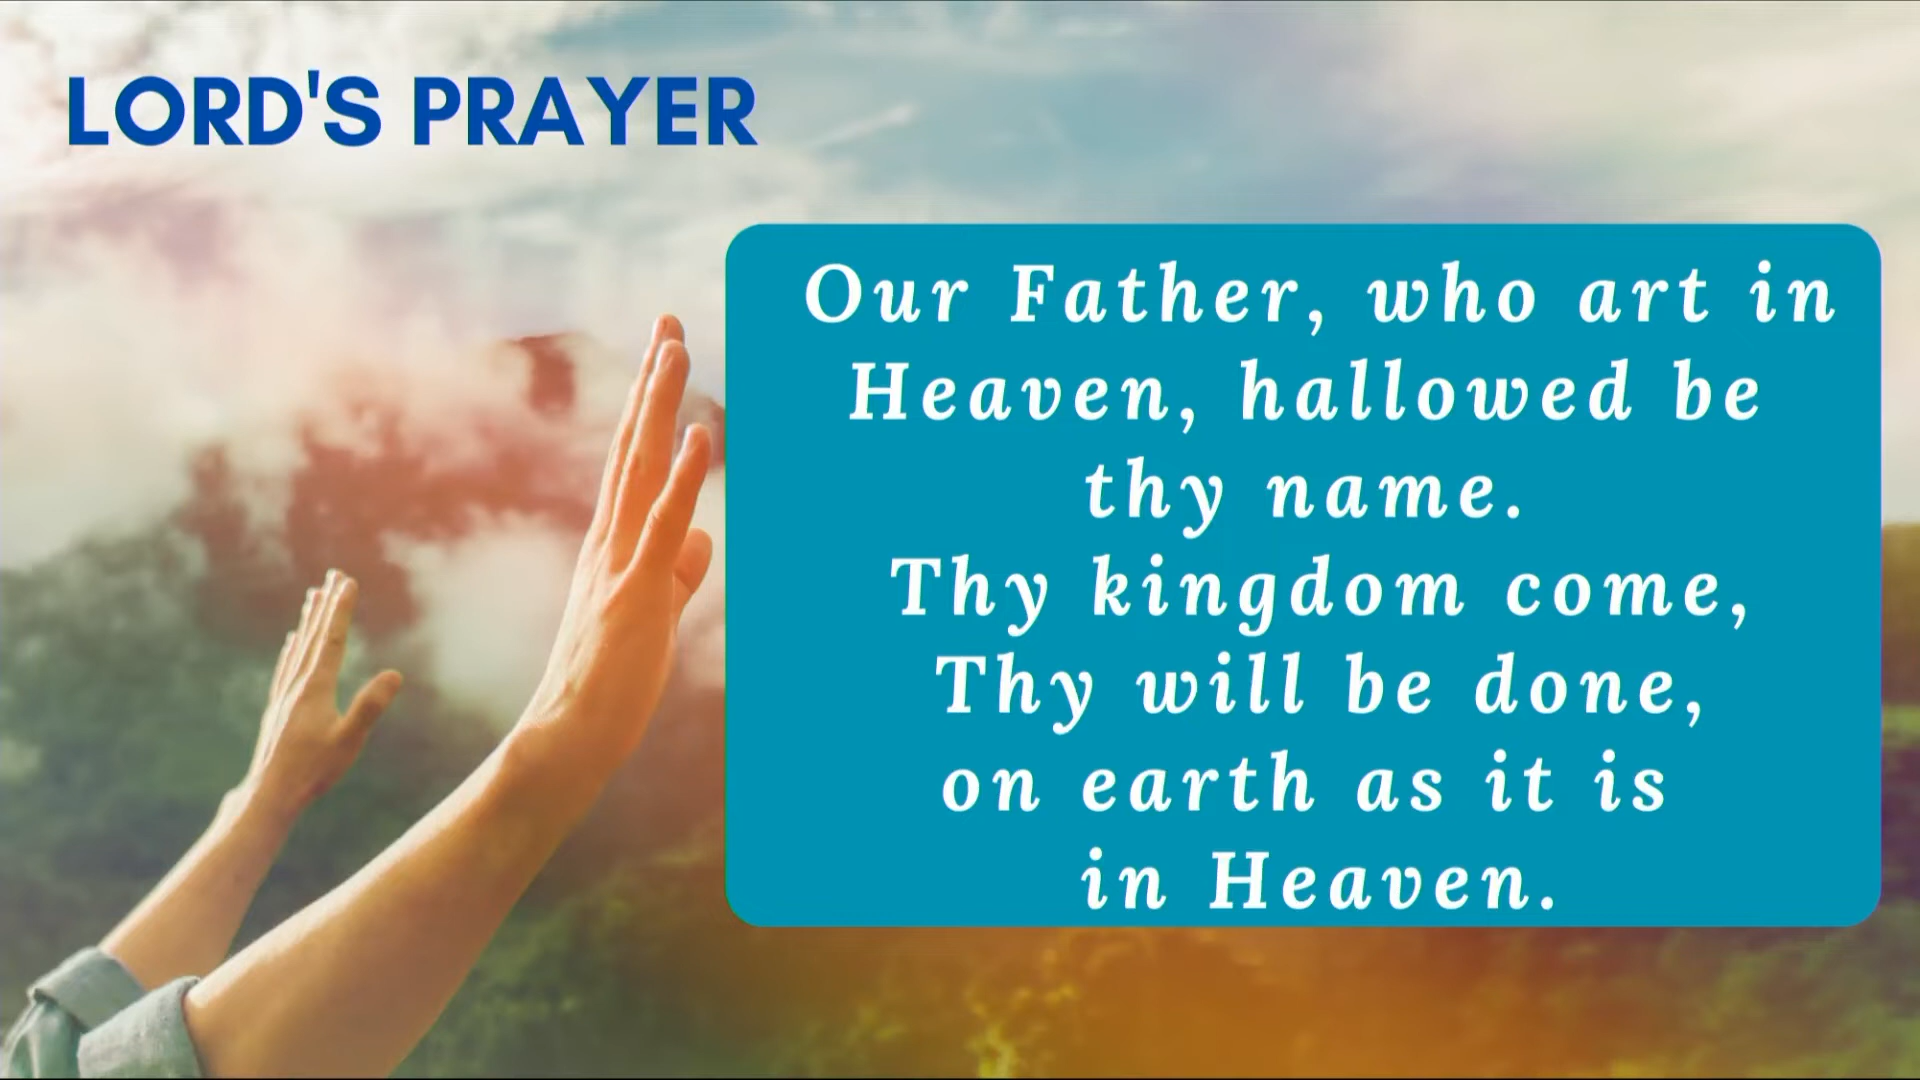 LORD'S PRAYER
Our Father, who art in
Heaven, hallowed be
thy name.
Thy kingdom come,
Thy will be done,
on earth as it is
in Heaven.